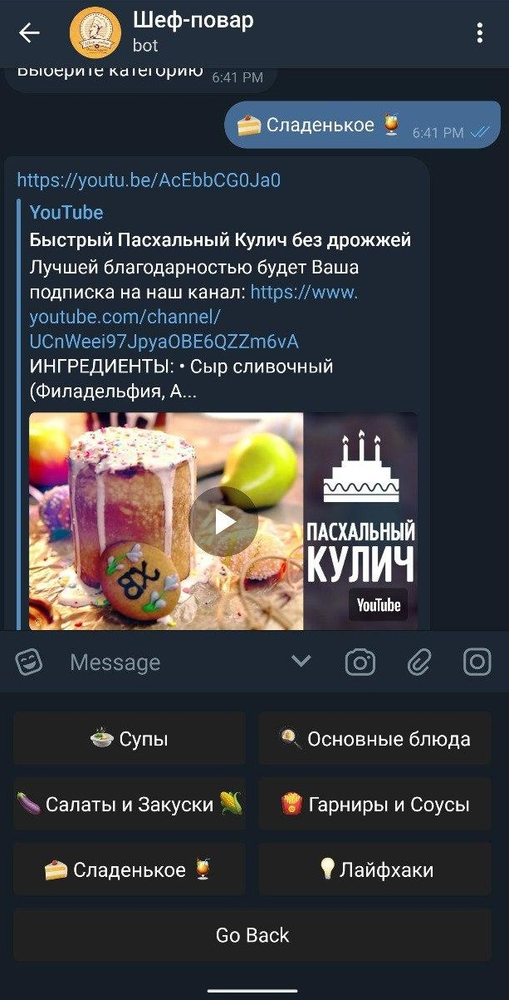 Шеф-повар
bot
Выберите категорию 6:41 PM
Сладенькое 6:41 PM
https://youtu.be/AcEbbCG0Ja0
YouTube
Быстрый Пасхальный Кулич без дрожжей
Лучшей благодарностью будет Ваша
подписка на наш канал: https://www.
youtube.com/channel/
UCnWeei97JpyaOBE6QZZm6vA
ИНГРЕДИЕНТЫ: • Сыр сливочный
(Филадельфия, А...
ХВ
ПАСХАЛЬНЫЙ
КУЛИЧ
YouTube
Message
Супы
Основные блюда
Салаты и Закуски
Гарниры и Соусы
Сладенькое
Лайфхаки
Go Back